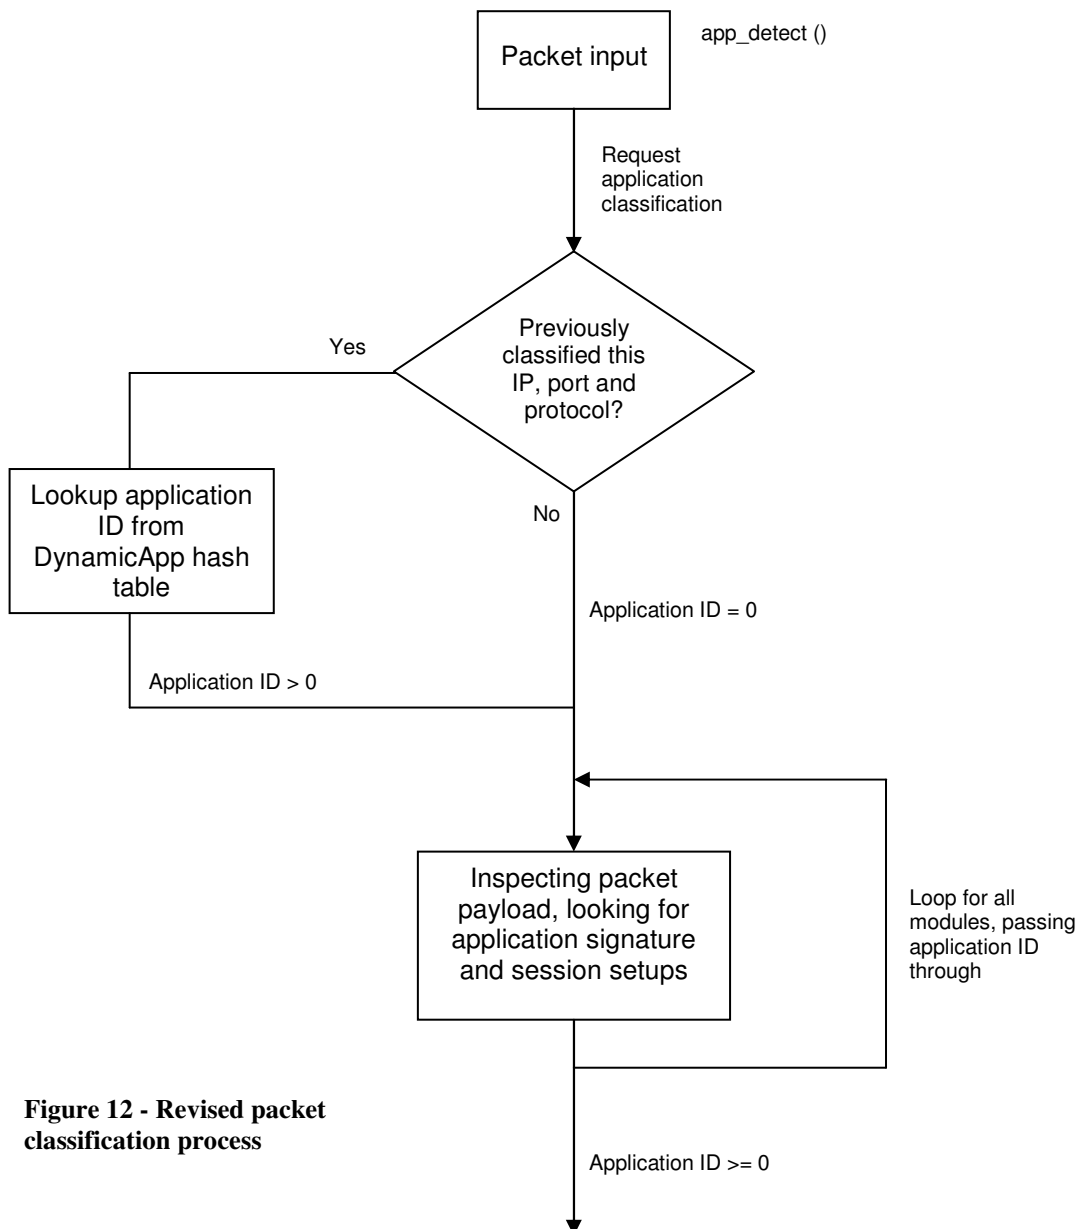 Packet input
app_detect ()
Request
application
classification
Previously
classified this
IP, port and
protocol?
Yes
Lookup application
ID from
DynamicApp hash
table
No
Application ID = 0
Application ID > 0
Inspecting packet
payload, looking for
application signature
and session setups
Loop for all
modules, passing
application ID
through
Figure 12 - Revised packet
classification process
Application ID >= 0